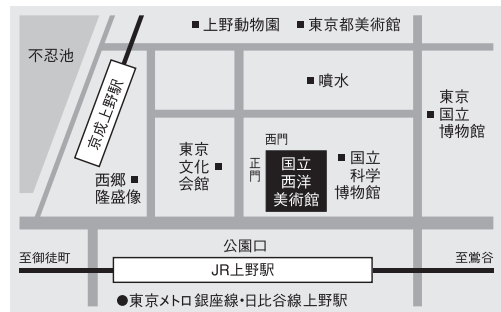 上野動物園
東京都美術館
不忍池
噴水
京成上野駅
東京
国立
博物館
西門
正門
東京
文化
会館
国立
西洋
美術館
国立
科学
博物館
西郷
隆盛像
公園口
至御徒町
JR上野駅
至鶯谷
●東京メトロ銀座線・日比谷線上野駅